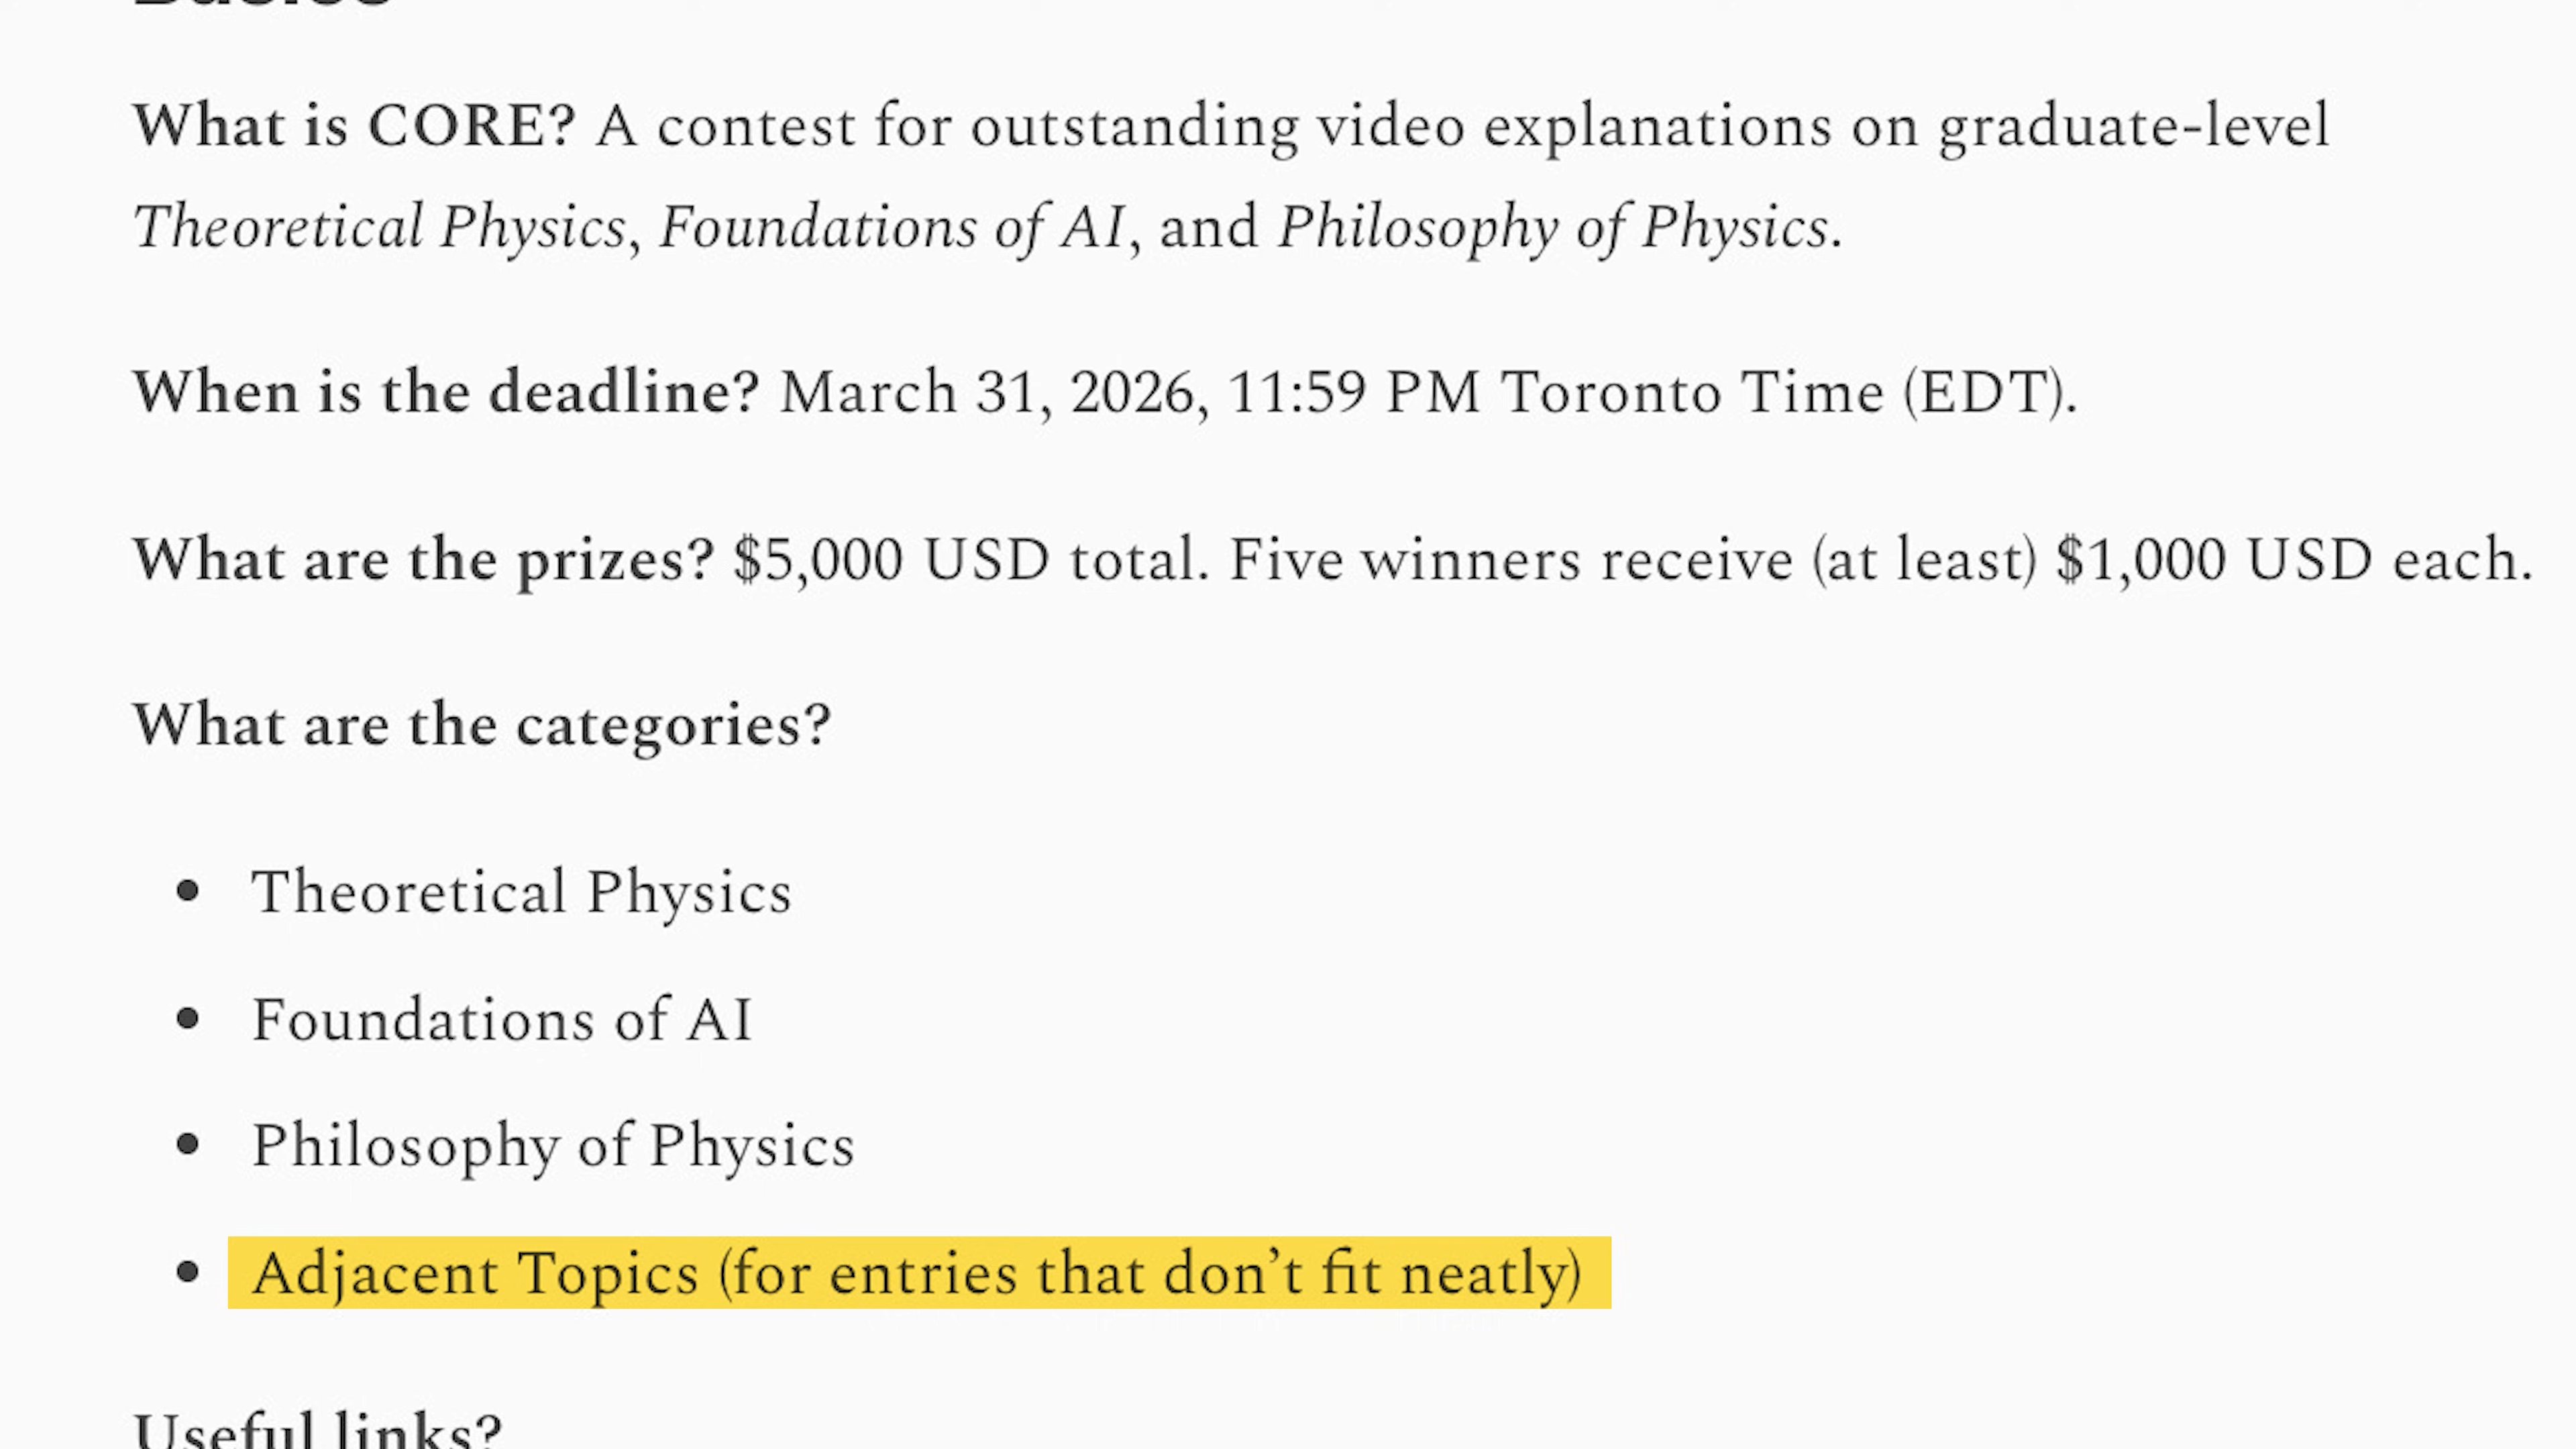 What is CORE? A contest for outstanding video explanations on graduate-level
Theoretical Physics, Foundations of AI, and Philosophy of Physics.
When is the deadline? March 31, 2026, 11:59 PM Toronto Time (EDT).
What are the prizes? $5,000 USD total. Five winners receive (at least) $1,000 USD each.
What are the categories?
• Theoretical Physics
• Foundations of AI
• Philosophy of Physics
• Adjacent Topics (for entries that don’t fit neatly)
Useful links?